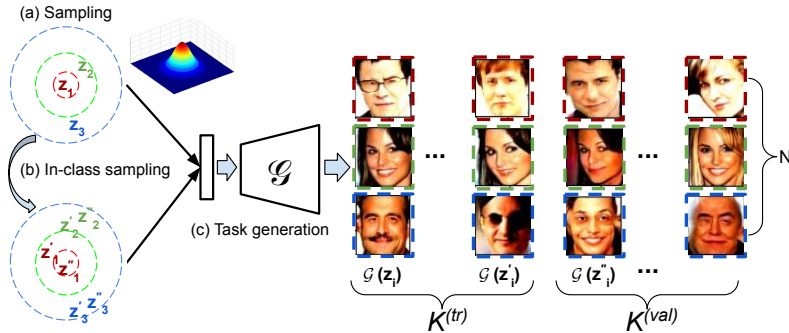 (a) Sampling
z₂
z₁
z₃
(b) In-class sampling
z'₂ z''₂
z'₁
z''₁
z'₃ z''₃
𝒢
(c) Task generation
... ...
N
𝒢 (zᵢ) 𝒢 (z'ᵢ) 𝒢 (z''ᵢ) ...
K^(tr) K^(val)